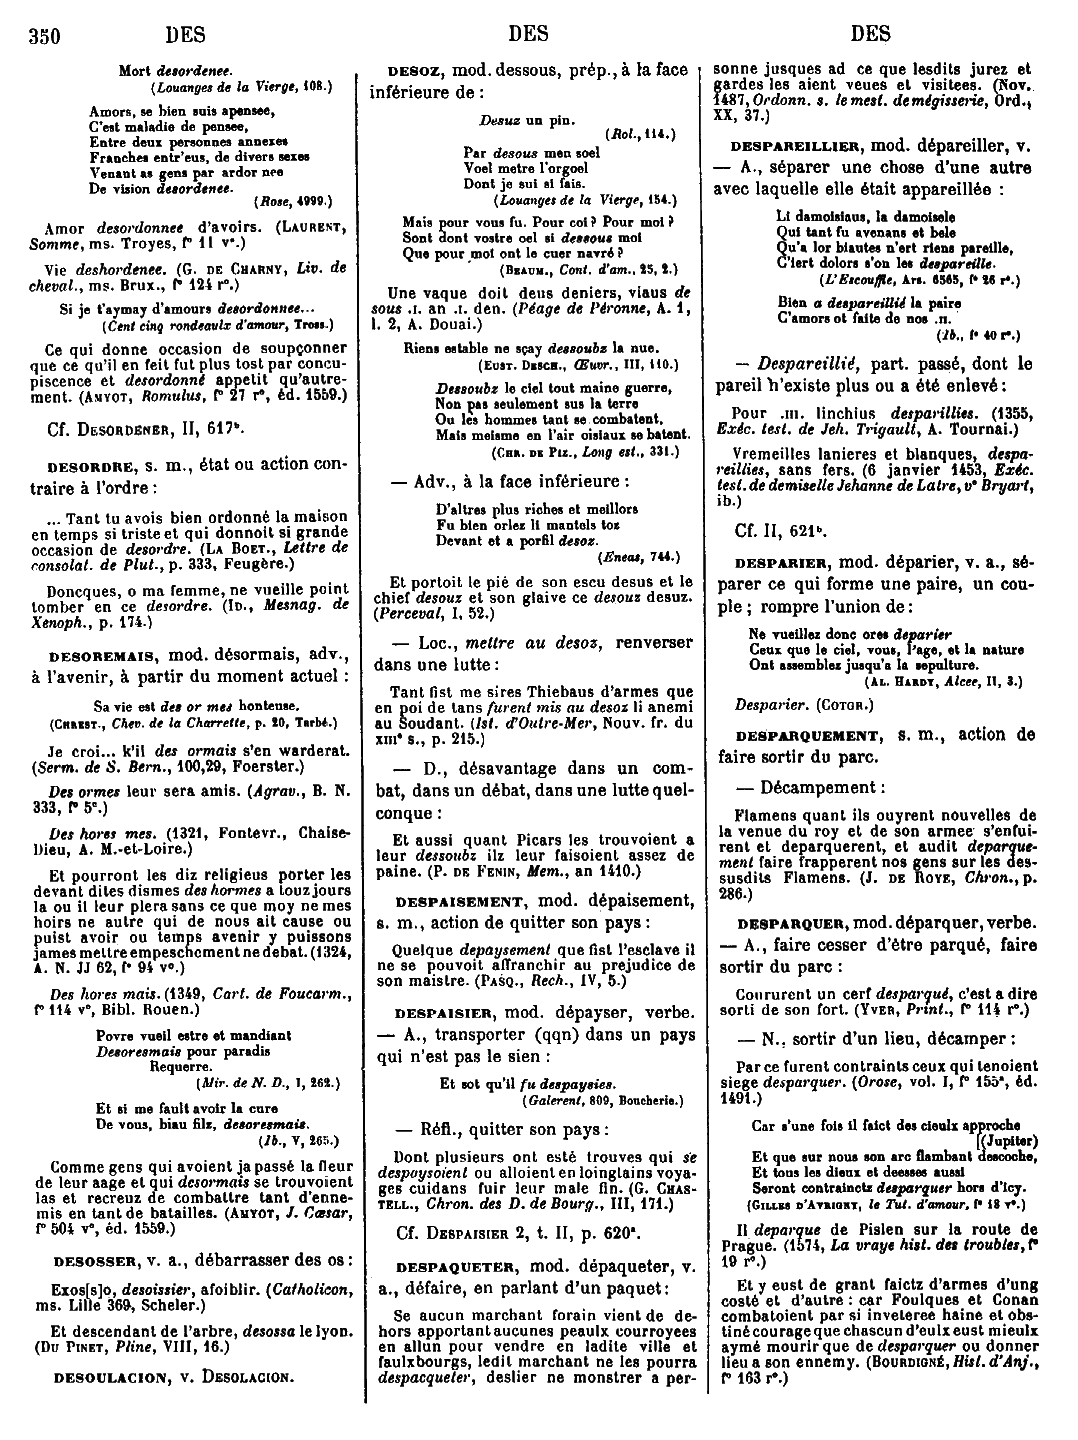 350 DES DES DES
Mort desordenee.
(Louanges de la Vierge, 108.)
Amors, se bien suis apensee,
C'est maladie de pensee,
Entre deux personnes annexes
Franches entr'eus, de divers sexes
Venant as gens par ardor nee
De vision desordenee.
(Rose, 4999.)
Amor desordonnee d'avoirs. (LAURENT,
Somme, ms. Troyes, f° 11 v°.)
Vie deshordenee. (G. DE CHARNY, Liv. de
cheval., ms. Brux., f° 124 r°.)
Si je t'aymay d'amours desordonnee...
(Cent cinq rondeaulx d'amour, Tross.)
Ce qui donne occasion de soupçonner
que ce qu'il en feit fut plus tost par concu-
piscence et desordonné appetit qu'autre-
ment. (AMYOT, Romulus, f° 27 r°, éd. 1559.)
Cf. DESORDENER, II, 617b.
DESORDRE, s. m., état ou action con-
traire à l'ordre :
... Tant tu avois bien ordonné la maison
en temps si triste et qui donnoit si grande
occasion de desordre. (LA BOET., Lettre de
consolat. de Plut., p. 333, Feugère.)
Doncques, o ma femme, ne vueille point
tomber en ce desordre. (ID., Mesnag. de
Xenoph., p. 174.)
DESOREMAIS, mod. désormais, adv.,
à l'avenir, à partir du moment actuel :
Sa vie est des or mes honteuse.
(CHREST., Chev. de la Charrette, p. 20, Tarbé.)
Je croi... k'il des ormais s'en warderat.
(Serm. de S. Bern., 100,29, Foerster.)
Des ormes leur sera amis. (Agrav., B. N.
333, f° 5c.)
Des hores mes. (1321, Fontevr., Chaise-
Dieu, A. M.-et-Loire.)
Et pourront les diz religieus porter les
devant dites dismes des hormes a touz jours
la ou il leur plera sans ce que moy ne mes
hoirs ne autre qui de nous ait cause ou
puist avoir ou temps avenir y puissons
james mettre empeschement ne debat. (1324,
A. N. JJ 62, f° 94 v°.)
Des hores mais. (1349, Cart. de Foucarm.,
f° 114 v°, Bibl. Rouen.)
Povre vueil estre et mandiant
Desoresmais pour paradis
Requerre.
(Mir. de N. D., I, 262.)
Et si me fault avoir la cure
De vous, biau filz, desoresmais.
(Ib., V, 265.)
Comme gens qui avoient ja passé la fleur
de leur aage et qui desormais se trouvoient
las et recreuz de combattre tant d'enne-
mis en tant de batailles. (AMYOT, J. Cæsar,
f° 504 v°, éd. 1559.)
DESOSSER, v. a., débarrasser des os :
Exos[s]o, desoissier, afoiblir. (Catholicon,
ms. Lille 369, Scheler.)
Et descendant de l'arbre, desossa le lyon.
(DU PINET, Pline, VIII, 16.)
DESOULACION, v. DESOLACION.
DESOZ, mod. dessous, prép., à la face
inférieure de :
Desuz un pin.
(Rol., 114.)
Par desous men soel
Voel metre l'orgoel
Dont je sui si fais.
(Louanges de la Vierge, 154.)
Mais pour vous fu. Pour coi ? Pour moi ?
Sont dont vostre oel si dessous moi
Que pour moi ont le cuer navré ?
(BEAUM., Cont. d'am., 25, 2.)
Une vaque doit deus deniers, viaus de
sous .I. an .I. den. (Péage de Péronne, A. 1,
l. 2, A. Douai.)
Riens estable ne sçay dessoubz la nue.
(EUST. DESCH., Œuvr., III, 110.)
Dessoubz le ciel tout maine guerre,
Non pas seulement sus la terre
Ou les hommes tant se combatent,
Mais meisme en l'air oisiaux se batent.
(CHR. DE PIZ., Long est., 331.)
— Adv., à la face inférieure :
D'altres plus riches et meillors
Fu bien orlez li mantels toz
Devant et a porfil desoz.
(Eneas, 744.)
Et portoit le pié de son escu desus et le
chief desouz et son glaive ce desouz desuz.
(Perceval, I, 52.)
— Loc., mettre au desoz, renverser
dans une lutte :
Tant fist me sires Thiebaus d'armes que
en poi de tans furent mis au desoz li anemi
au Soudant. (Ist. d'Outre-Mer, Nouv. fr. du
XIIIe s., p. 215.)
— D., désavantage dans un com-
bat, dans un débat, dans une lutte quel-
conque :
Et aussi quant Picars les trouvoient a
leur dessoubz ilz leur faisoient assez de
paine. (P. DE FENIN, Mem., an 1410.)
DESPAISEMENT, mod. dépaisement,
s. m., action de quitter son pays :
Quelque depaysement que fist l'esclave il
ne se pouvoit affranchir au prejudice de
son maistre. (PASQ., Rech., IV, 5.)
DESPAISIER, mod. dépayser, verbe.
— A., transporter (qqn) dans un pays
qui n'est pas le sien :
Et sot qu'il fu despaysies.
(Galerent, 809, Boucherie.)
— Réfl., quitter son pays :
Dont plusieurs ont esté trouves qui se
despaysoient ou alloient en loingtains voya-
ges cuidans fuir leur male fin. (G. CHAS-
TELL., Chron. des D. de Bourg., III, 171.)
Cf. DESPAISIER 2, t. II, p. 620a.
DESPAQUETER, mod. dépaqueter, v.
a., défaire, en parlant d'un paquet :
Se aucun marchant forain vient de de-
hors apportant aucunes peaulx courroyees
en allun pour vendre en ladite ville et
faulxbourgs, ledit marchant ne les pourra
despacqueter, deslier ne monstrer a per-
sonne jusques ad ce que lesdits jurez et
gardes les aient veues et visitees. (Nov.
1487, Ordonn. s. le mest. de mégisserie, Ord.,
XX, 37.)
DESPAREILLIER, mod. dépareiller, v.
— A., séparer une chose d'une autre
avec laquelle elle était appareillée :
Li damoisiaus, la damoisele
Qui tant fu avenans et bele
Qu'a lor biautes n'ert riens pareille,
C'iert dolors s'on les despareille.
(L'Escouffle, Ars. 6565, f° 26 r°.)
Bien a despareillié la paire
C'amors ot faite de nos .II.
(Ib., f° 40 r°.)
— Despareillié, part. passé, dont le
pareil n'existe plus ou a été enlevé :
Pour .III. linchius desparillies. (1355,
Exéc. test. de Jeh. Trigault, A. Tournai.)
Vremeilles lanieres et blanques, despa-
reillies, sans fers. (6 janvier 1453, Exéc.
test. de demiselle Jehanne de Latre, ve Bryart,
ib.)
Cf. II, 621b.
DESPARIER, mod. déparier, v. a., sé-
parer ce qui forme une paire, un cou-
ple ; rompre l'union de :
Ne vueillez donc ores deparier
Ceux que le ciel, vous, l'age, et la nature
Ont assemblez jusqu'a la sepulture.
(AL. HARDY, Alcee, II, 3.)
Desparier. (COTGR.)
DESPARQUEMENT, s. m., action de
faire sortir du parc.
— Décampement :
Flamens quant ils ouyrent nouvelles de
la venue du roy et de son armee s'enfui-
rent et deparquerent, et audit deparque-
ment faire frapperent nos gens sur les des-
susdits Flamens. (J. DE ROYE, Chron., p.
286.)
DESPARQUER, mod. déparquer, verbe.
— A., faire cesser d'être parqué, faire
sortir du parc :
Coururent un cerf desparqué, c'est a dire
sorti de son fort. (YVER, Print., f° 114 r°.)
— N., sortir d'un lieu, décamper :
Par ce furent contraints ceux qui tenoient
siege desparquer. (Orose, vol. I, f° 155a, éd.
1491.)
Car s'une fois il faict des cieulx approche
[(Jupiter)
Et que sur nous son arc flambant descoche,
Et tous les dieux et deesses aussi
Seront contrainctz desparquer hors d'icy.
(GILLES D'AVRIGNY, le Tut. d'amour, f° 18 v°.)
Il deparque de Pislen sur la route de
Prague. (1574, La vraye hist. des troubles, f°
19 r°.)
Et y eust de grant faictz d'armes d'ung
costé et d'autre : car Foulques et Conan
combatoient par si inveteree haine et obs-
tiné courage que chascun d'eulx eust mieulx
aymé mourir que de desparquer ou donner
lieu a son ennemy. (BOURDIGNÉ, Hist. d'Anj.,
f° 163 r°.)